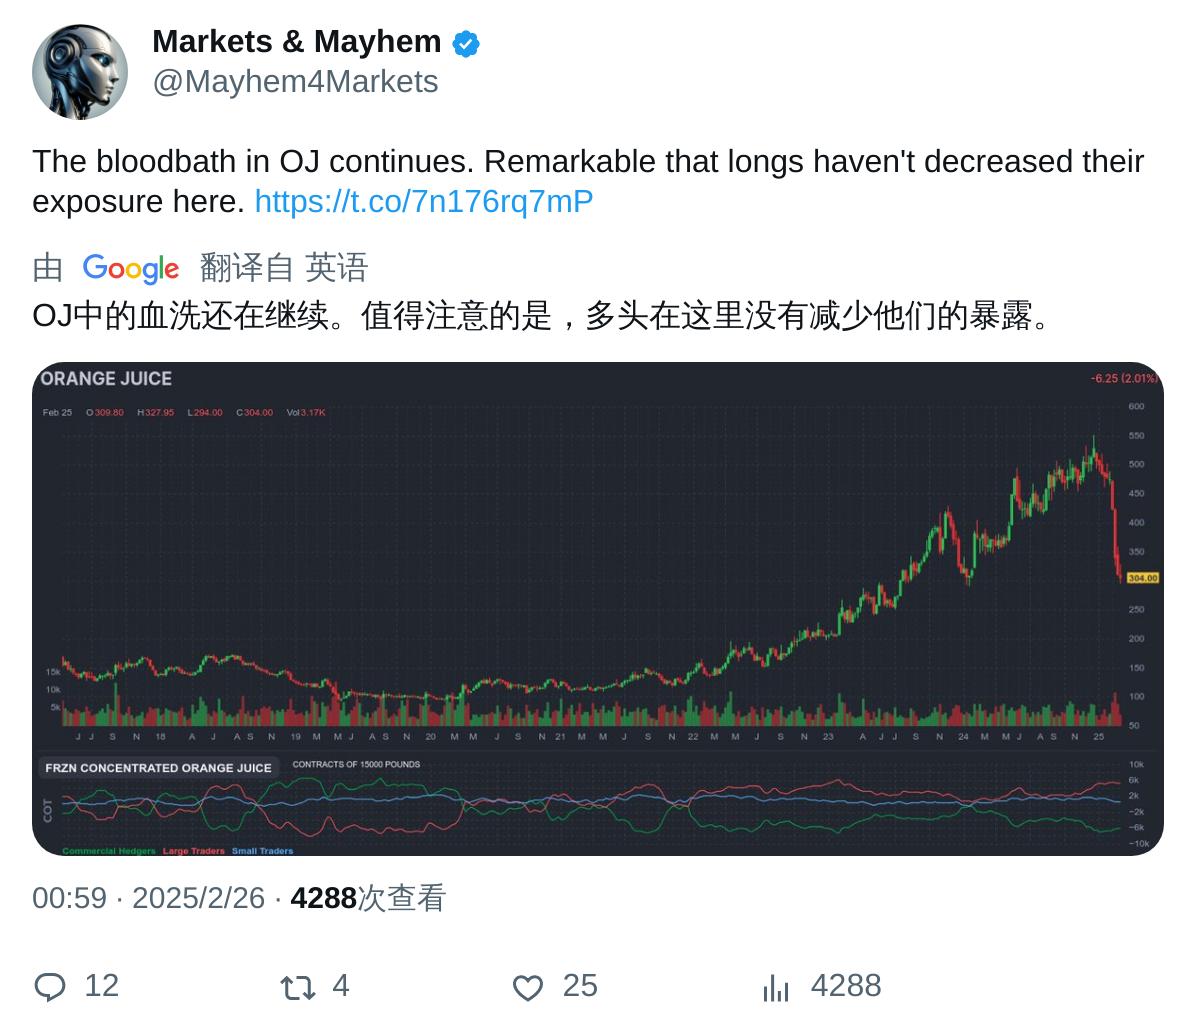 Markets & Mayhem
@Mayhem4Markets
The bloodbath in OJ continues. Remarkable that longs haven't decreased their
exposure here. https://t.co/7n176rq7mP
由 Google 翻译自 英语
OJ中的血洗还在继续。值得注意的是，多头在这里没有减少他们的暴露。
ORANGE JUICE
-6.25 (2.01%)
Feb 25 O309.80 H327.95 L294.00 C304.00 Vol3.17K
600
550
500
450
400
350
304.00
250
200
150
100
50
15k
10k
5k
J J S N 18 A J A S N 19 M M J A S N 20 M M J S N 21 M M J S N 22 M M J S N 23 A J J S N 24 M M J A S N 25
FRZN CONCENTRATED ORANGE JUICE
CONTRACTS OF 15000 POUNDS
10k
6k
2k
−2k
−6k
−10k
COT
Commercial Hedgers Large Traders Small Traders
00:59 · 2025/2/26 · 4288次查看
12 4 25 4288